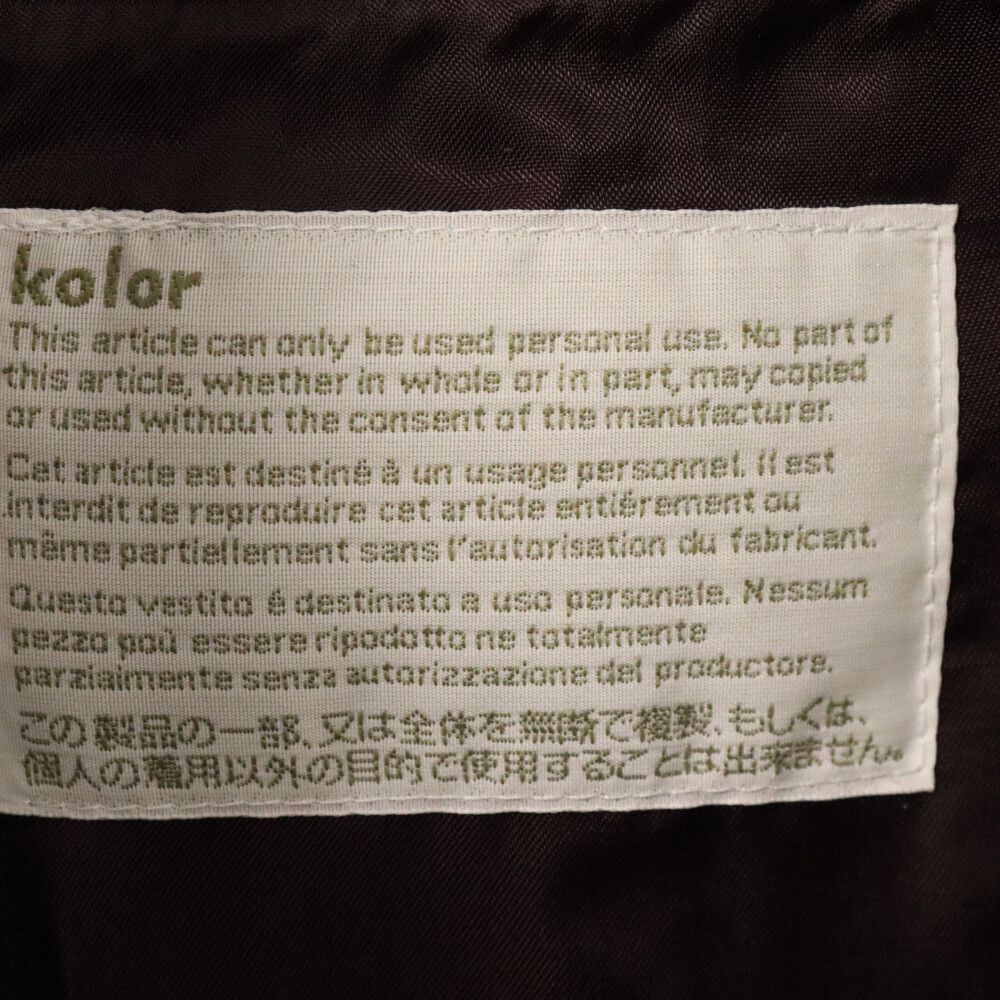 kolor
This article can only be used personal use. No part of
this article, whether in whole or in part, may copied
or used without the consent of the manufacturer.
Cet article est destiné à un usage personnel. Il est
interdit de reproduire cet article entiérement ou
même partiellement sans l'autorisation du fabricant.
Questo vestito é destinato a uso personale. Nessum
pezzo poù essere ripodotto ne totalmente
parzialmente senza autorizzazione del productore.
この製品の一部、又は全体を無断で複製、もしくは、
個人の着用以外の目的で使用することは出来ません。